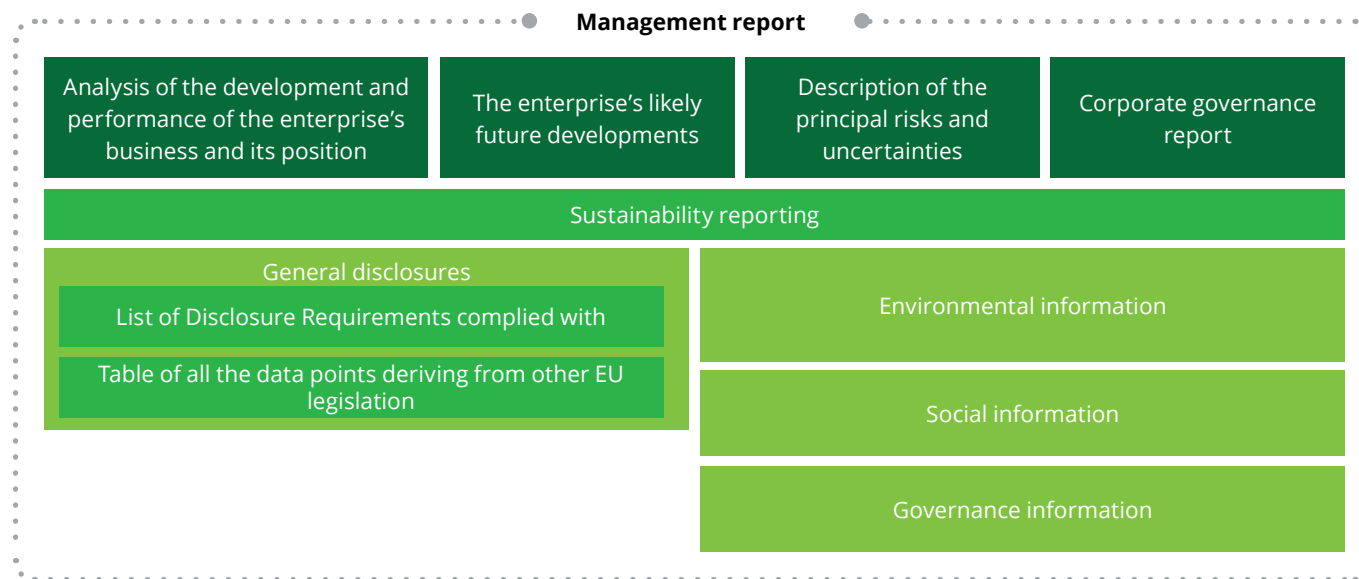 Management report
Analysis of the development and
performance of the enterprise's
business and its position
The enterprise's likely
future developments
Description of the
principal risks and
uncertainties
Corporate governance
report
Sustainability reporting
General disclosures
List of Disclosure Requirements complied with
Table of all the data points deriving from other EU
legislation
Environmental information
Social information
Governance information